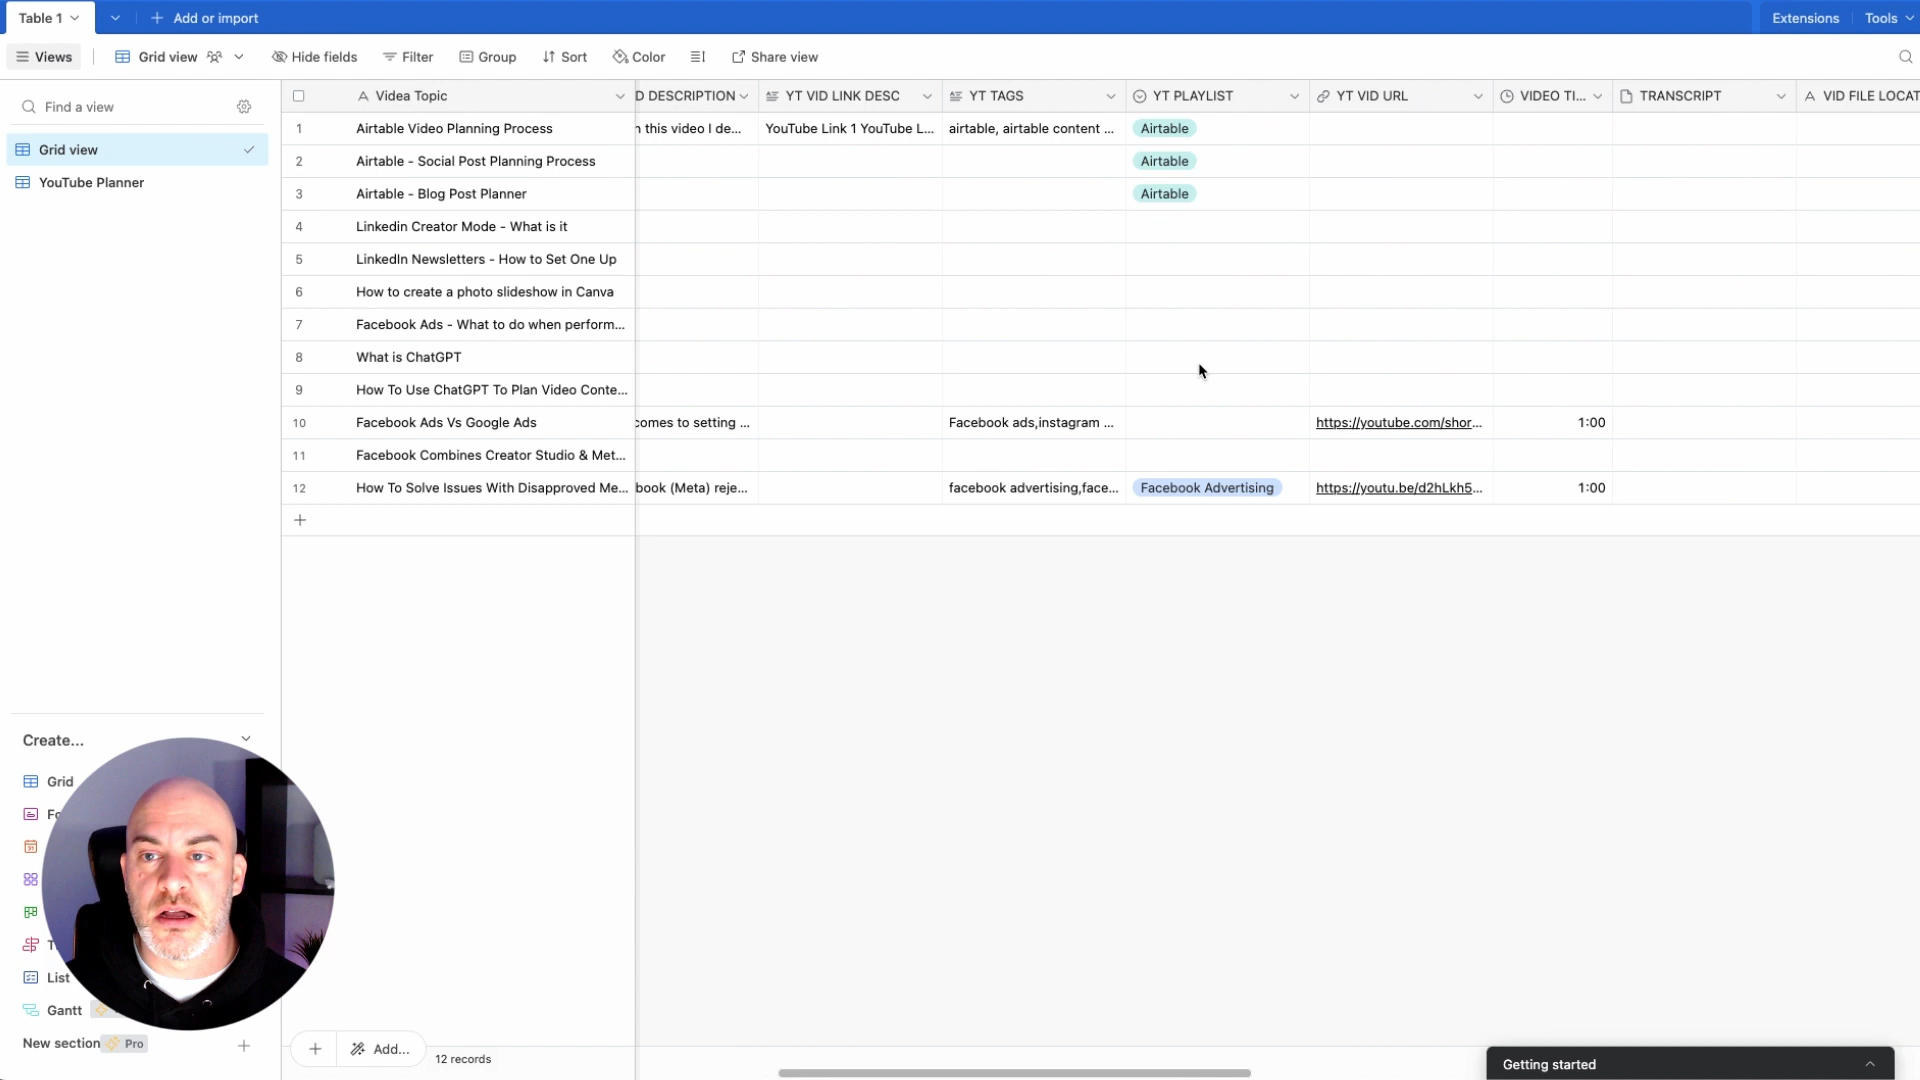 Table 1
Add or import
Extensions
Tools
Views
Grid view
Hide fields
Filter
Group
Sort
Color
Share view
Find a view
Grid view
YouTube Planner
Videa Topic
D DESCRIPTION
YT VID LINK DESC
YT TAGS
YT PLAYLIST
YT VID URL
VIDEO TI...
TRANSCRIPT
VID FILE LOCAT
1 Airtable Video Planning Process this video I de... YouTube Link 1 YouTube L... airtable, airtable content ... Airtable
2 Airtable - Social Post Planning Process Airtable
3 Airtable - Blog Post Planner Airtable
4 Linkedin Creator Mode - What is it
5 LinkedIn Newsletters - How to Set One Up
6 How to create a photo slideshow in Canva
7 Facebook Ads - What to do when perform...
8 What is ChatGPT
9 How To Use ChatGPT To Plan Video Conte...
10 Facebook Ads Vs Google Ads comes to setting ... Facebook ads,instagram ... https://youtube.com/shor... 1:00
11 Facebook Combines Creator Studio & Met...
12 How To Solve Issues With Disapproved Me... book (Meta) reje... facebook advertising,face... Facebook Advertising https://youtu.be/d2hLkh5... 1:00
Create...
Grid
List
Gantt
New section Pro
Add...
12 records
Getting started